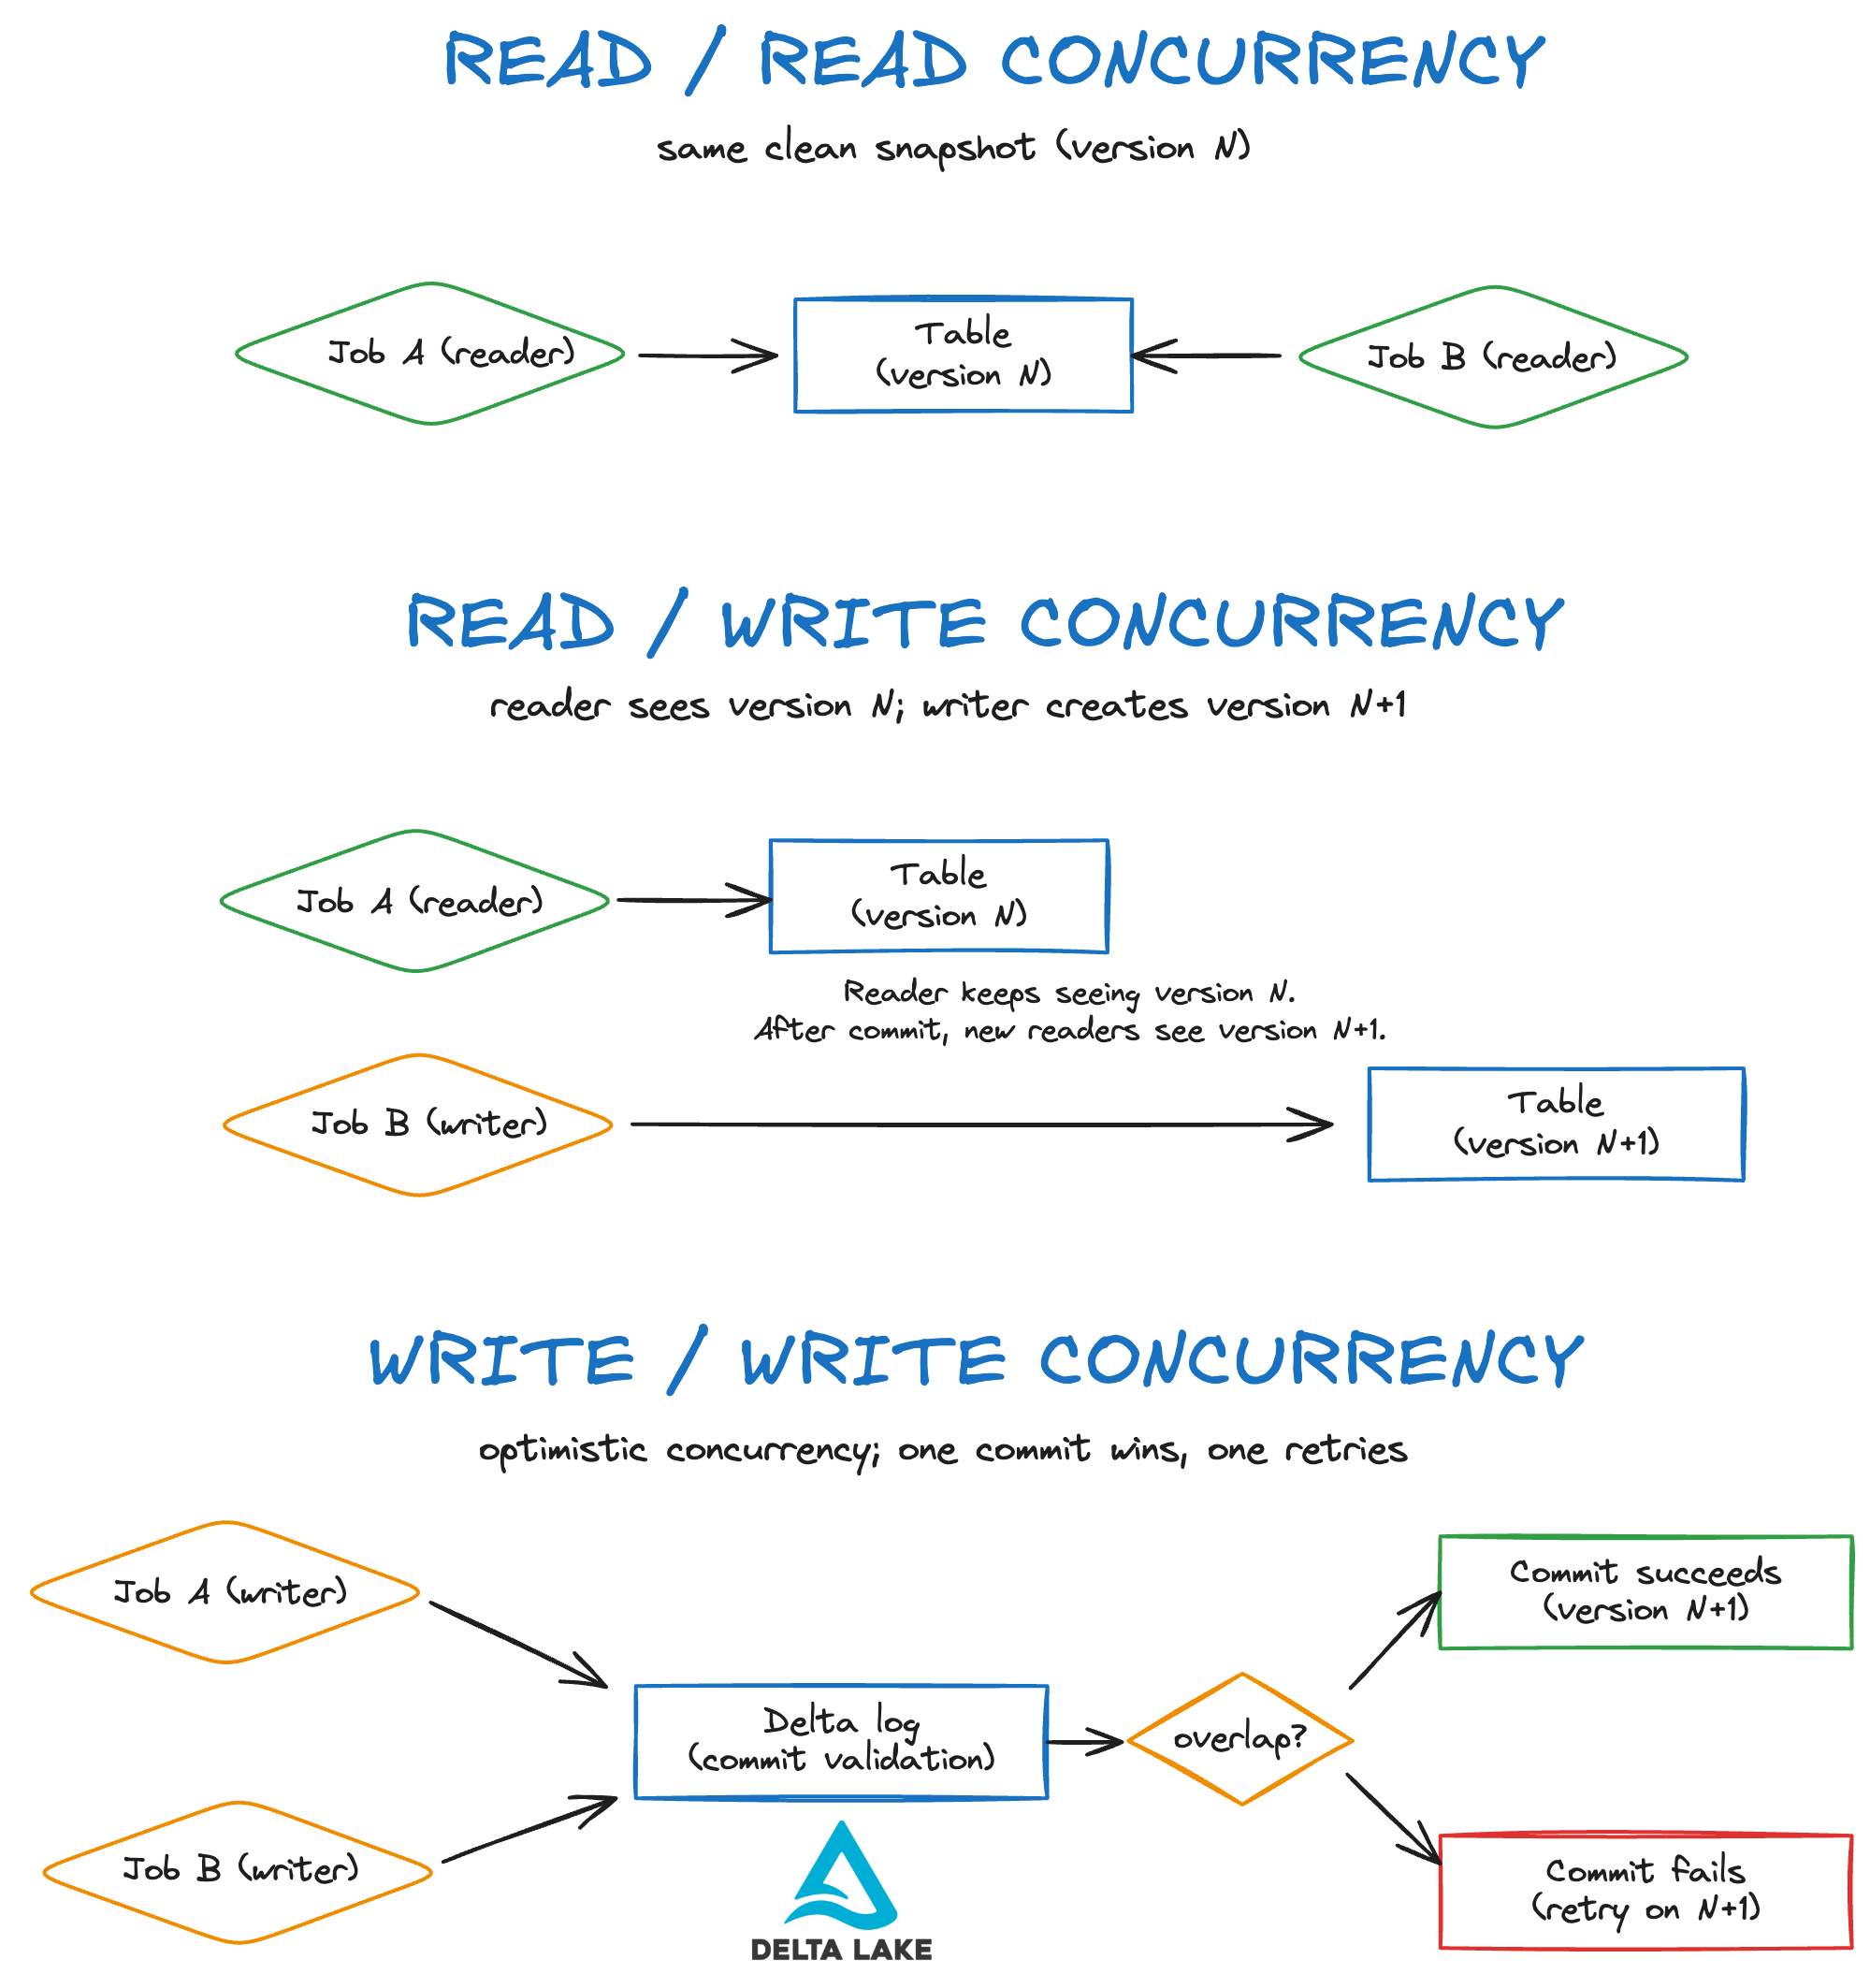 READ / READ CONCURRENCY
same clean snapshot (version N)
Job A (reader)
Table
(version N)
Job B (reader)
READ / WRITE CONCURRENCY
reader sees version N; writer creates version N+1
Job A (reader)
Table
(version N)
Reader keeps seeing version N.
After commit, new readers see version N+1.
Job B (writer)
Table
(version N+1)
WRITE / WRITE CONCURRENCY
optimistic concurrency; one commit wins, one retries
Job A (writer)
Job B (writer)
Delta log
(commit validation)
DELTA LAKE
overlap?
Commit succeeds
(version N+1)
Commit fails
(retry on N+1)